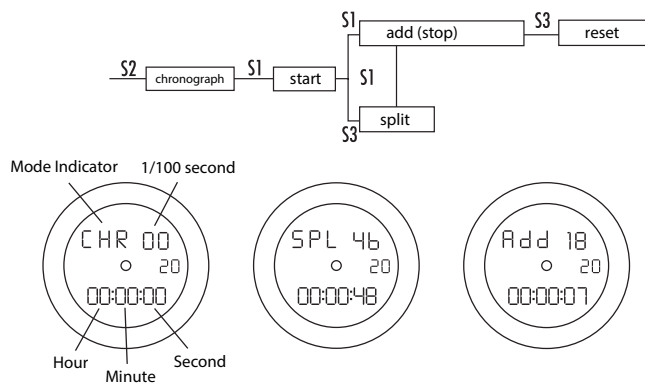 S1 add (stop) S3 reset
S2 chronograph S1 start S1
S3 split
Mode Indicator 1/100 second
CHR 00
20
00:00:00
Hour Second
Minute
SPL 46
20
00:00:48
Add 18
20
00:00:07